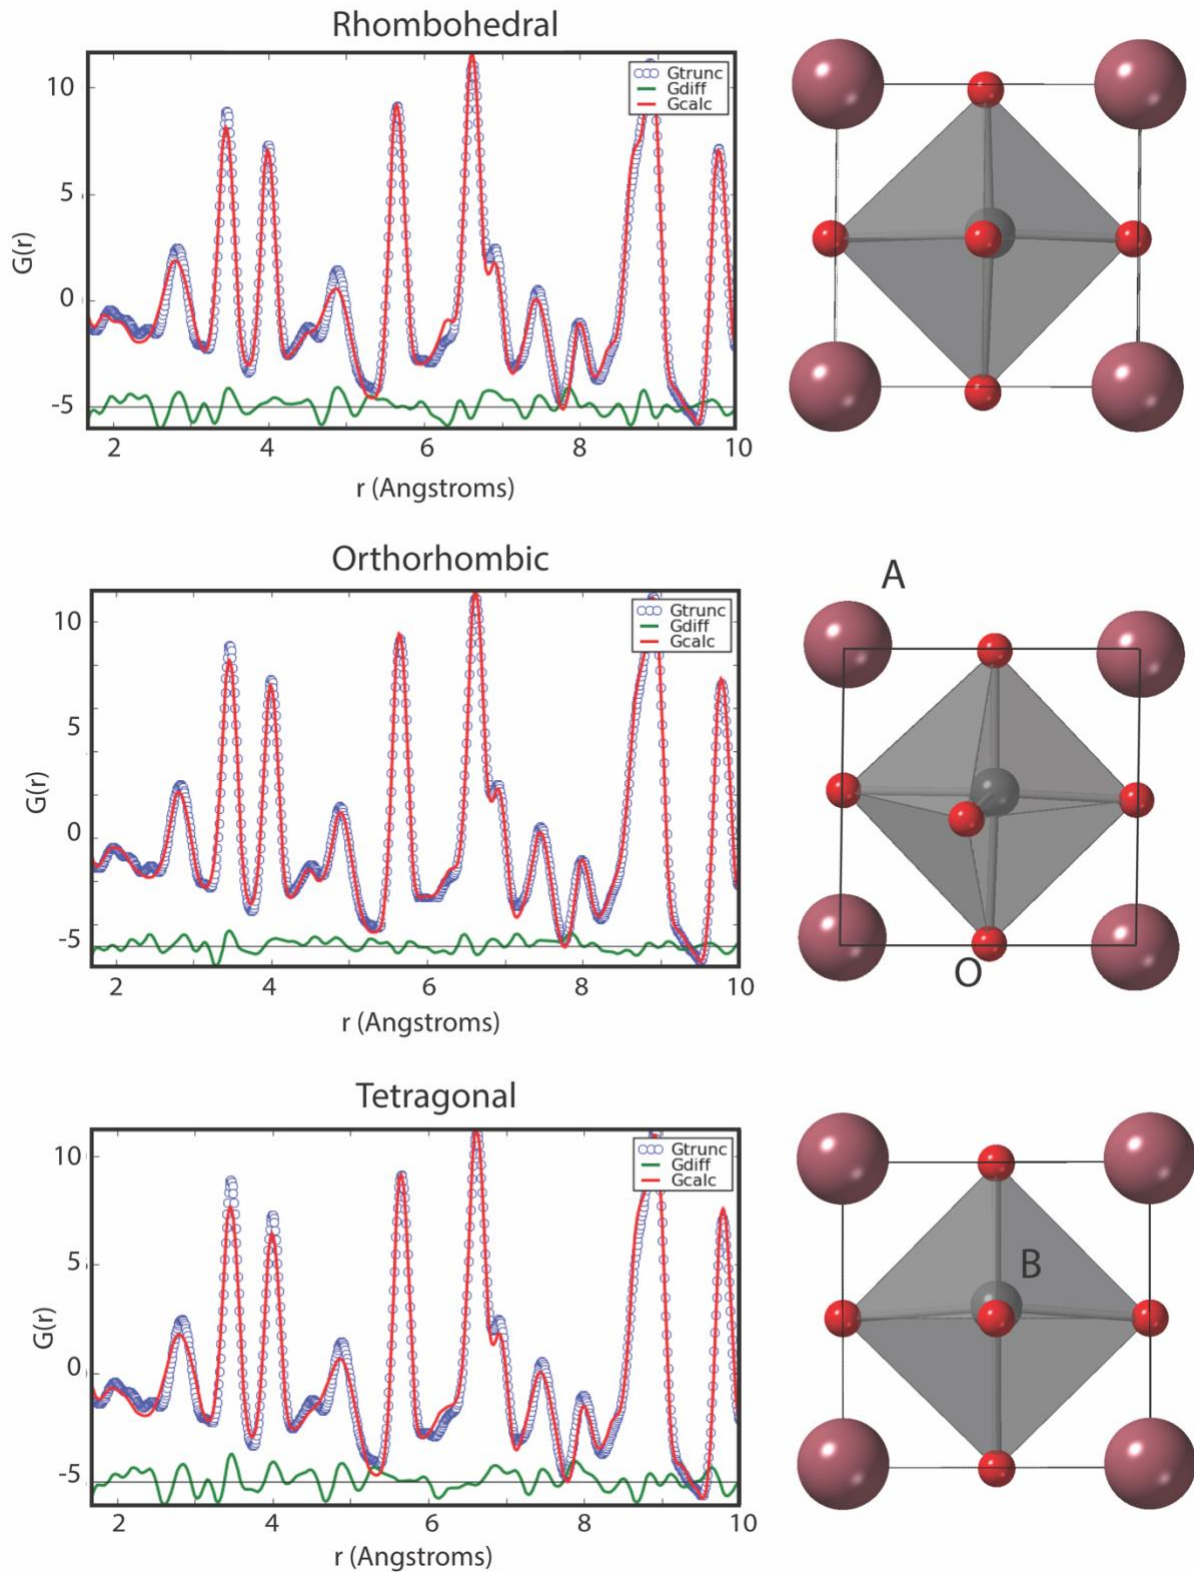 Rhombohedral
10
5
0
-5
G(r)
Gtrunc
Gdiff
Gcalc
2 4 6 8 10
r (Angstroms)
Orthorhombic
A
10
5
0
-5
G(r)
Gtrunc
Gdiff
Gcalc
O
2 4 6 8 10
r (Angstroms)
Tetragonal
10
5
0
-5
G(r)
Gtrunc
Gdiff
Gcalc
B
2 4 6 8 10
r (Angstroms)